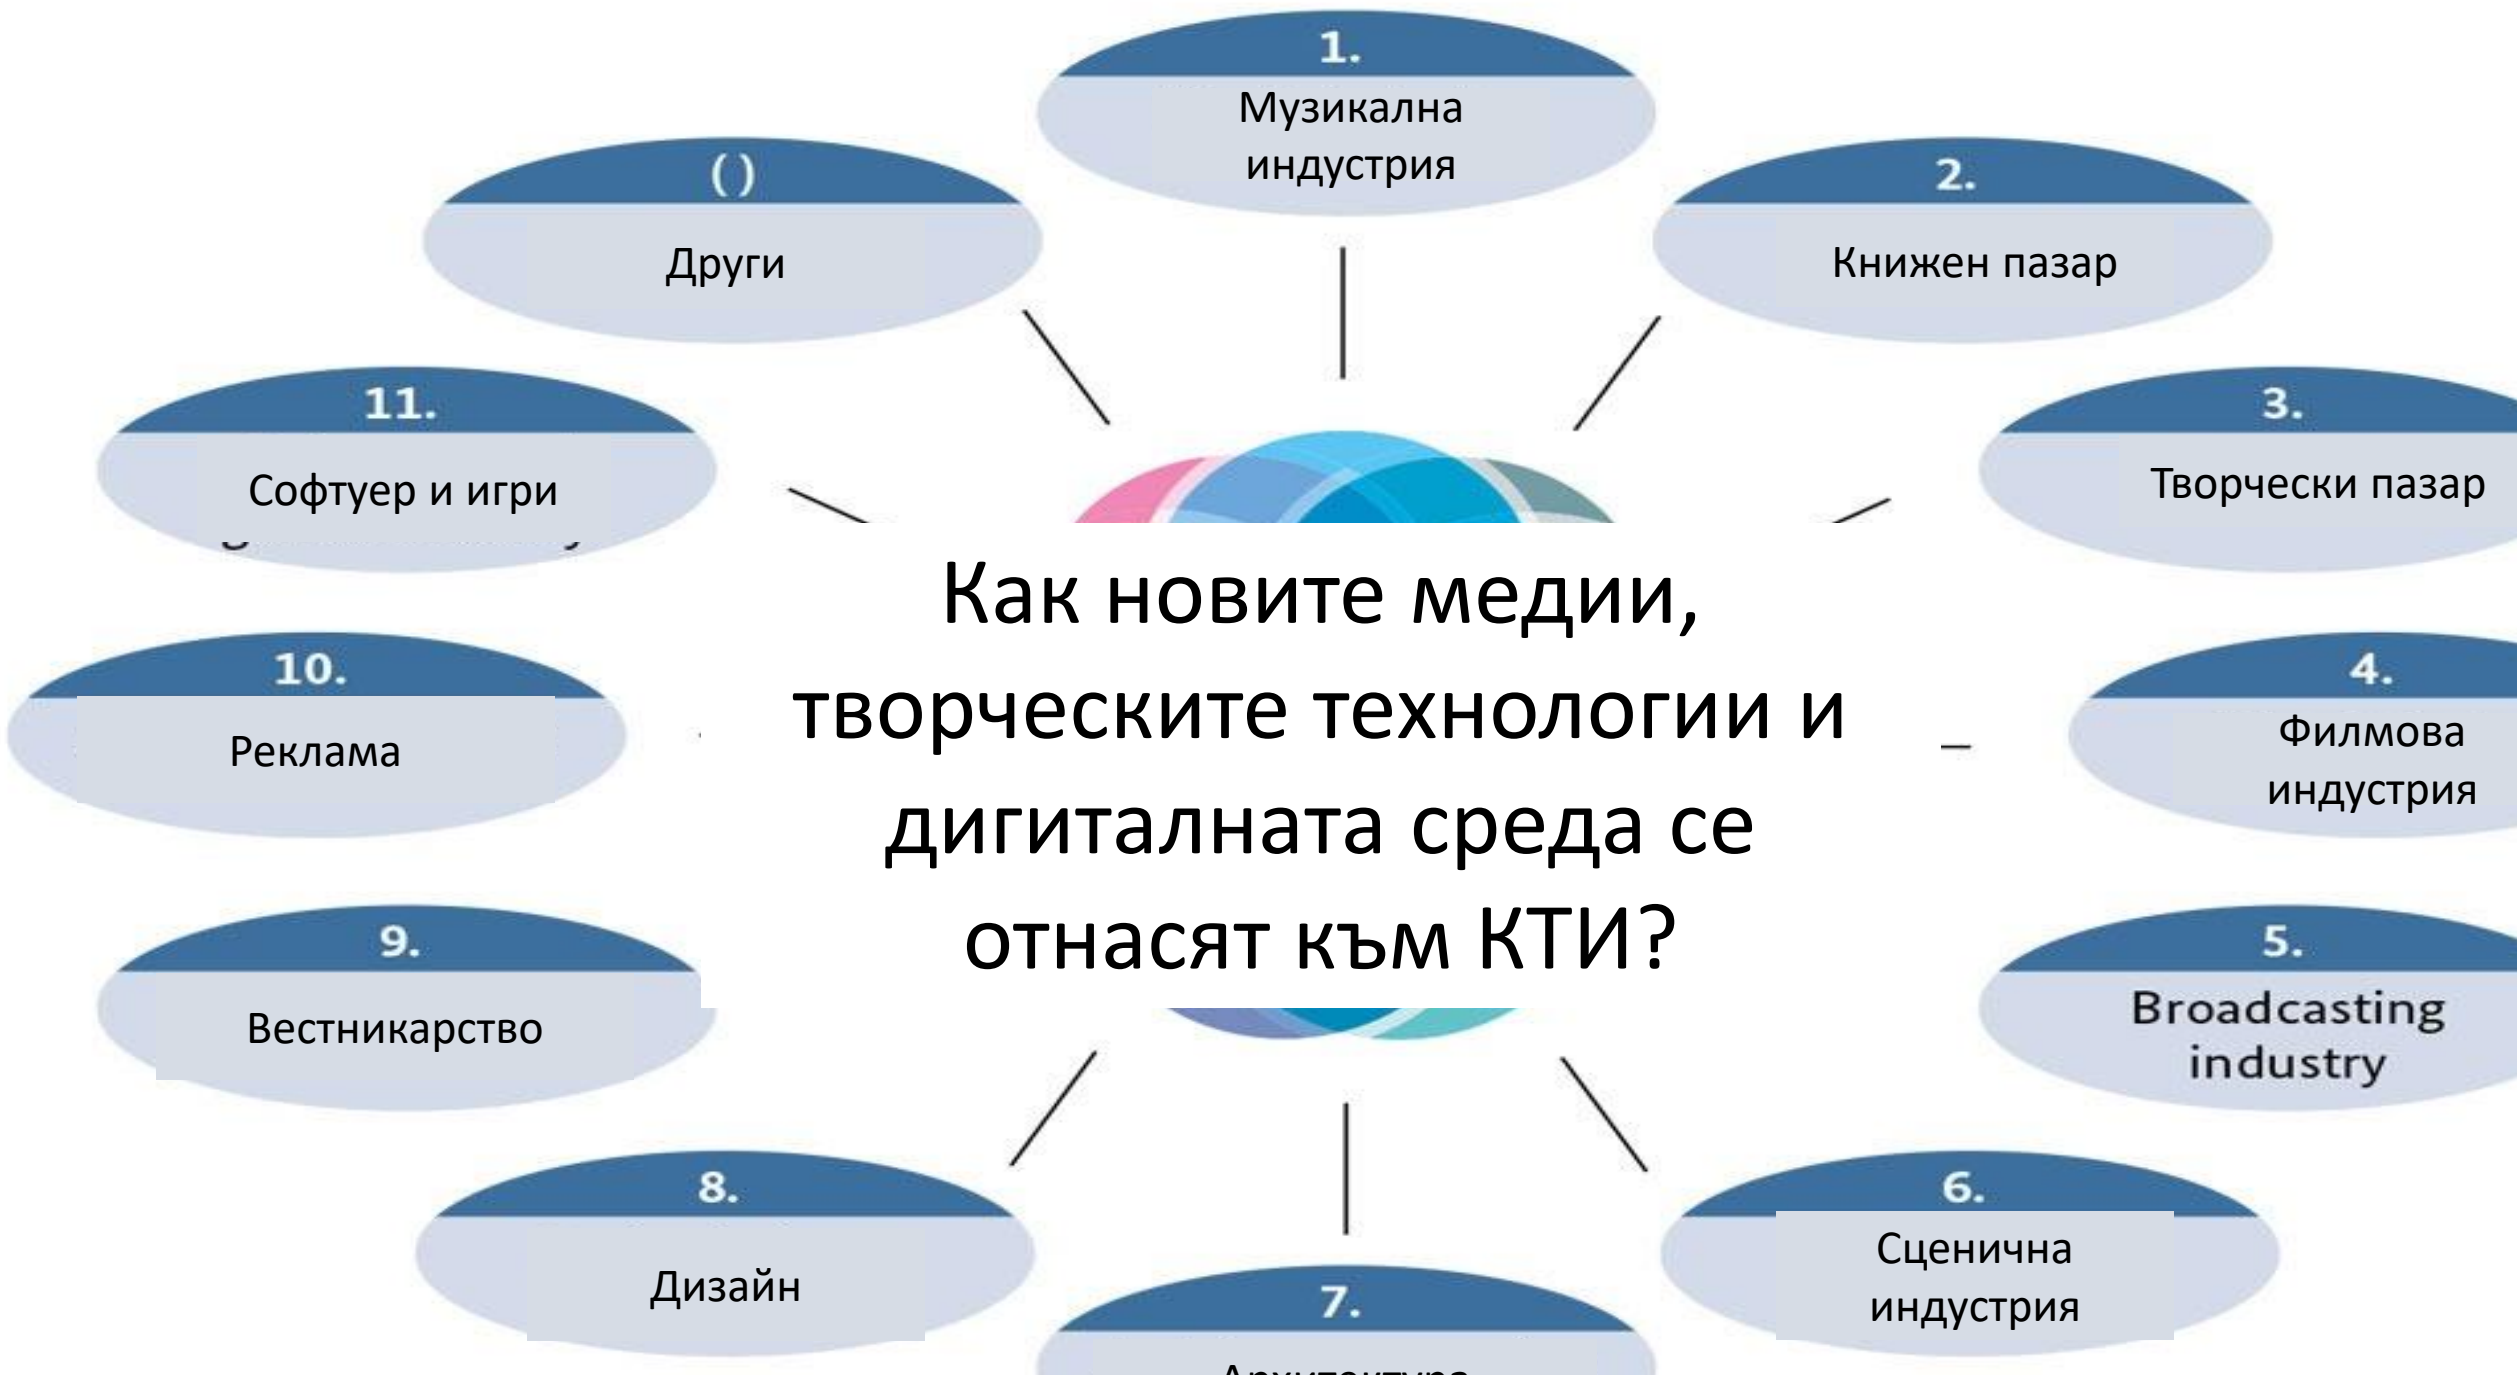 1.
Музикална
индустрия
2.
Книжен пазар
3.
Творчески пазар
4.
Филмова
индустрия
5.
Broadcasting
industry
6.
Сценична
индустрия
7.
Архитектура
8.
Дизайн
9.
Вестникарство
10.
Реклама
11.
Софтуер и игри
( )
Други
Как новите медии,
творческите технологии и
дигиталната среда се
отнасят към КТИ?